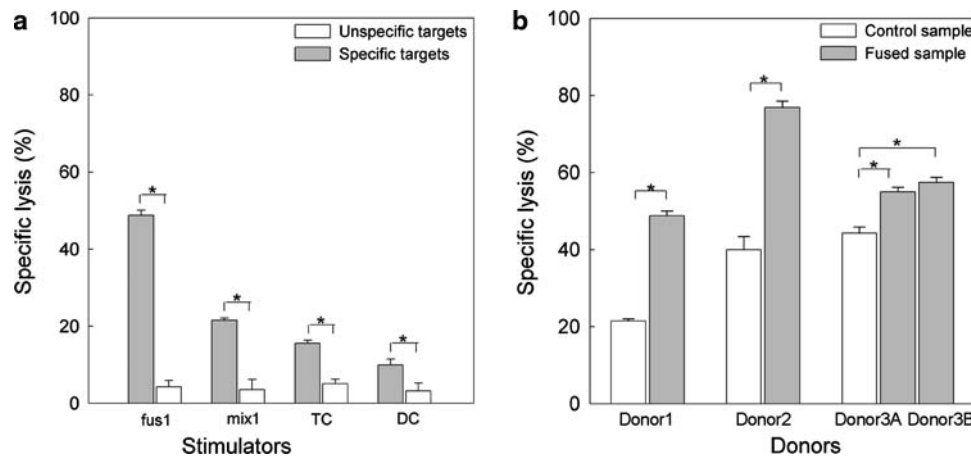 a
100
80
60
40
20
0
Specific lysis (%)
Unspecific targets
Specific targets
*
*
*
*
fus1 mix1 TC DC
Stimulators
b
100
80
60
40
20
0
Specific lysis (%)
Control sample
Fused sample
*
*
*
*
Donor1 Donor2 Donor3A Donor3B
Donors